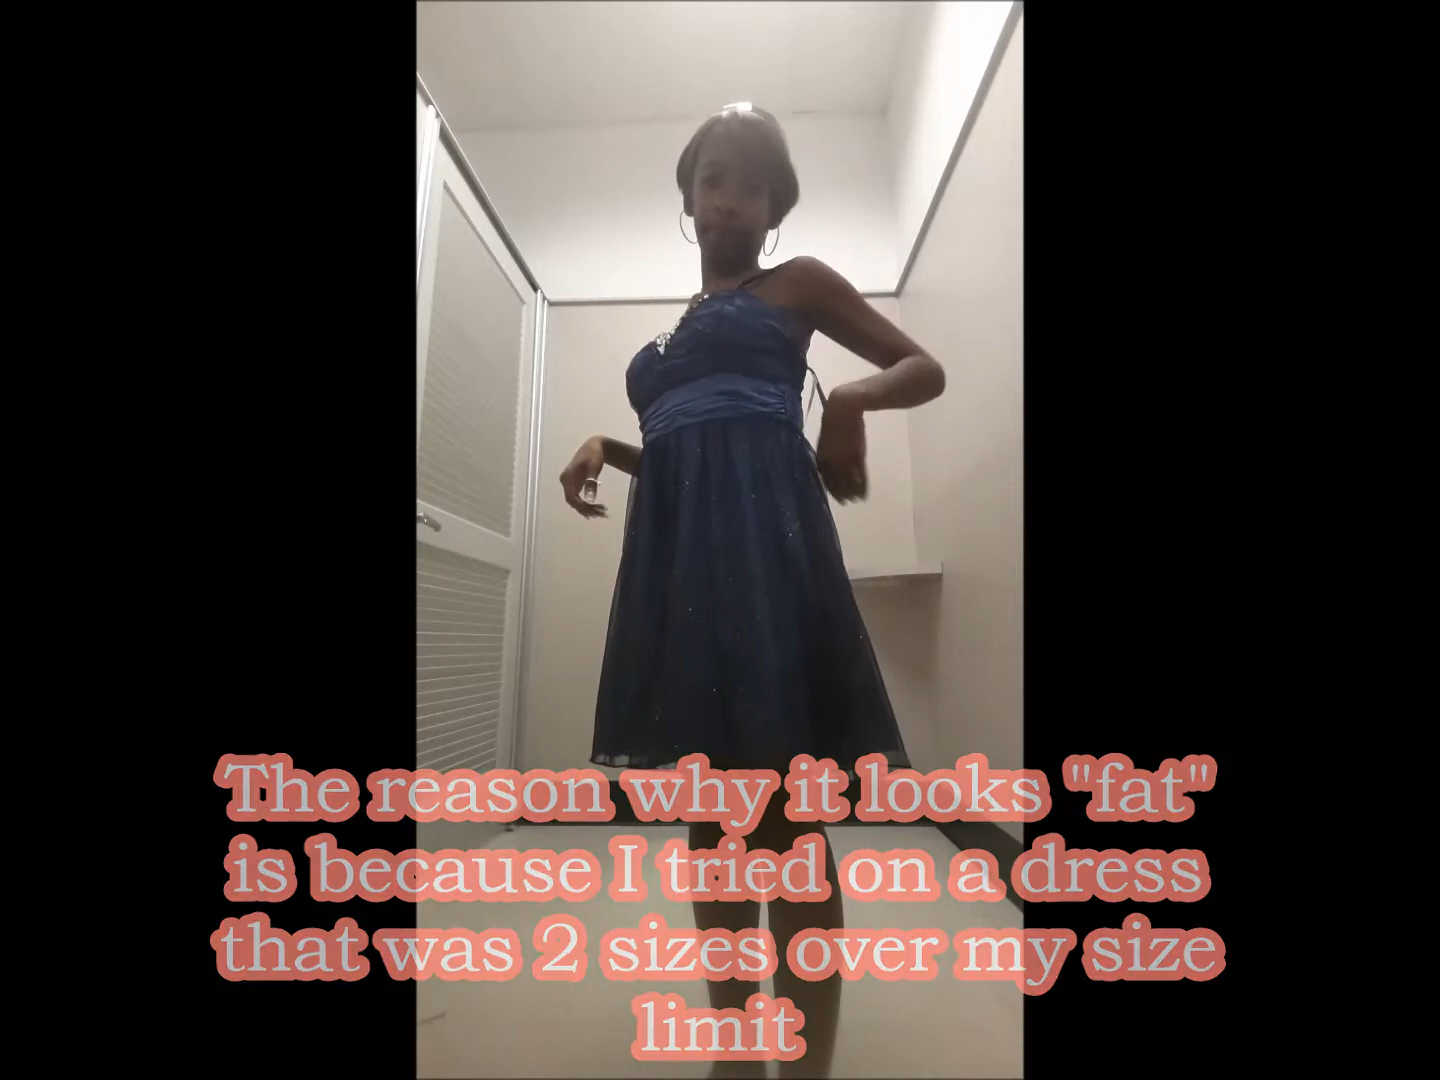 The reason why it looks "fat"
is because I tried on a dress
that was 2 sizes over my size
limit